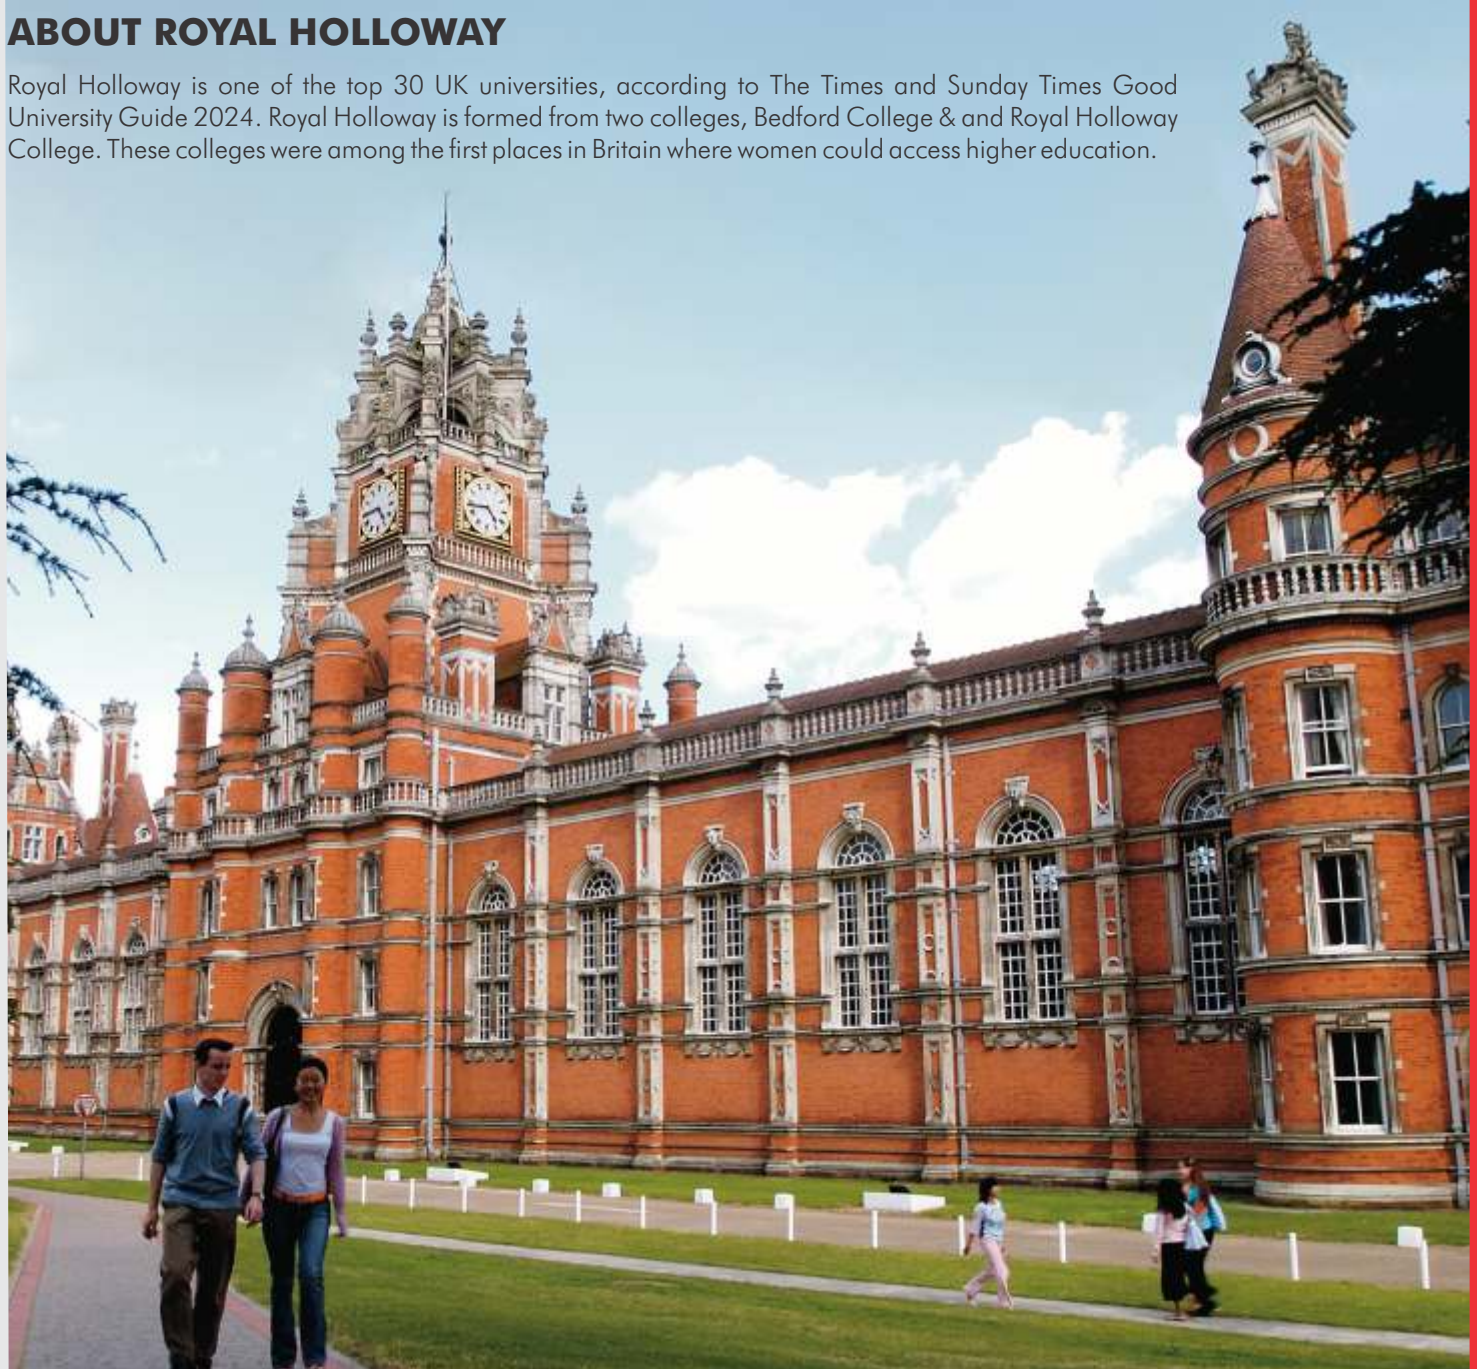 ABOUT ROYAL HOLLOWAY
Royal Holloway is one of the top 30 UK universities, according to The Times and Sunday Times Good
University Guide 2024. Royal Holloway is formed from two colleges, Bedford College & and Royal Holloway
College. These colleges were among the first places in Britain where women could access higher education.